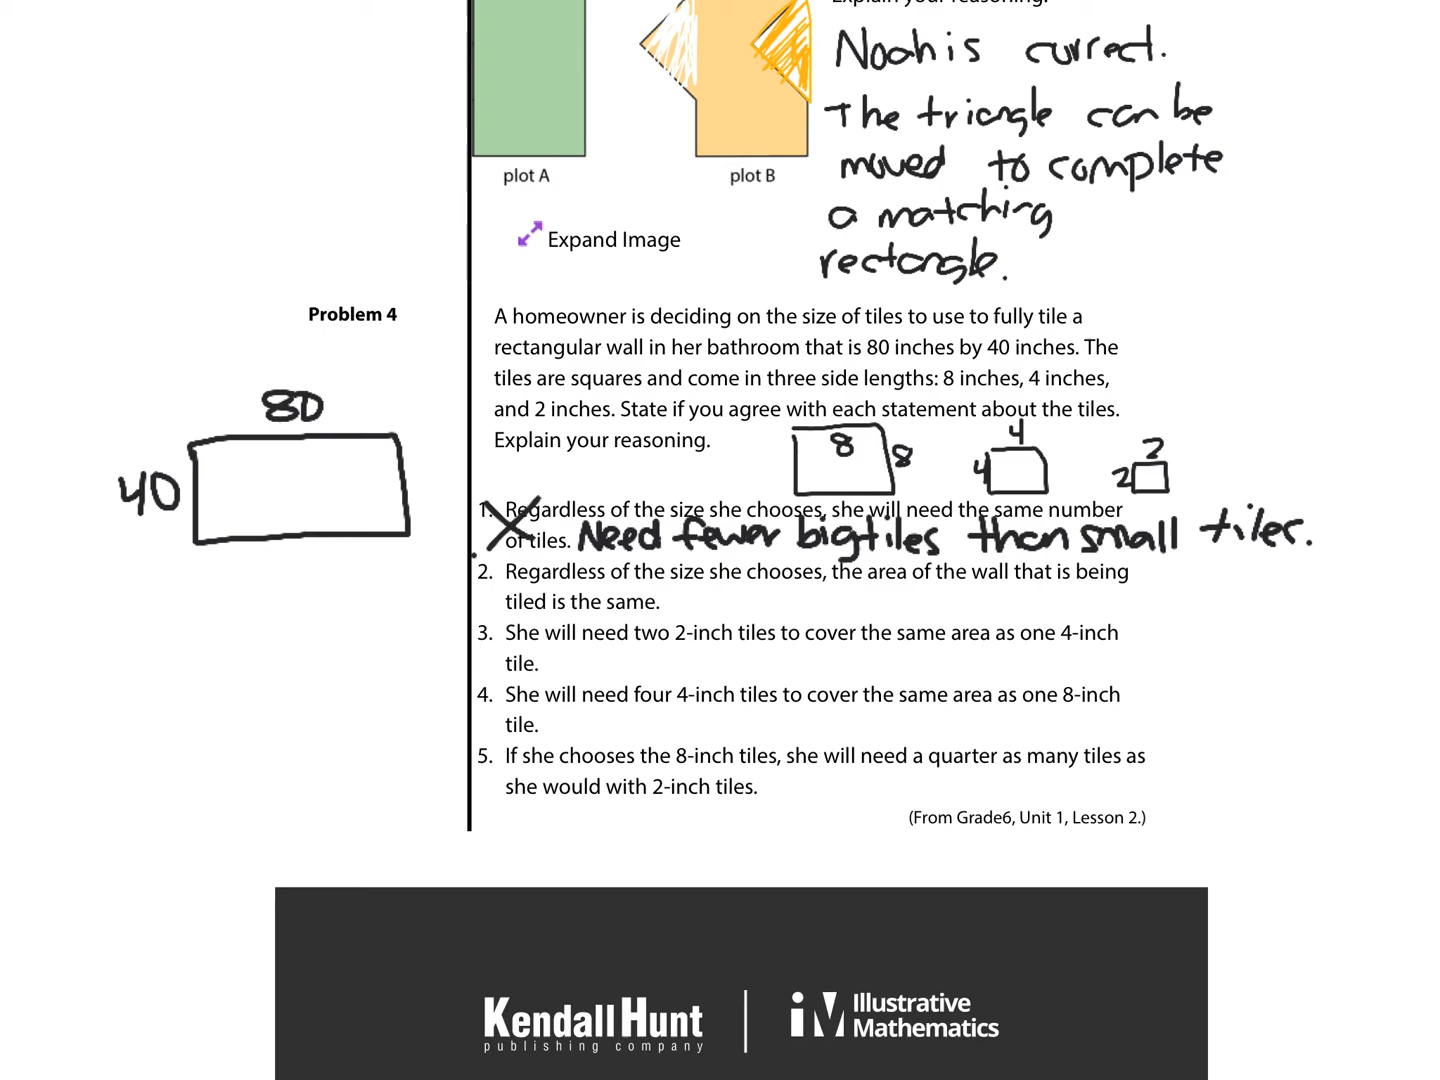 Explain your reasoning.
Noah is currect.
The triangle can be
moved to complete
a matching
rectangle.
plot A
plot B
Expand Image
Problem 4
A homeowner is deciding on the size of tiles to use to fully tile a
rectangular wall in her bathroom that is 80 inches by 40 inches. The
tiles are squares and come in three side lengths: 8 inches, 4 inches,
and 2 inches. State if you agree with each statement about the tiles.
Explain your reasoning.
80
40
8
8
4
4
2
2
1. Regardless of the size she chooses, she will need the same number
of tiles.
Need fewer big tiles than small tiles.
2. Regardless of the size she chooses, the area of the wall that is being
tiled is the same.
3. She will need two 2-inch tiles to cover the same area as one 4-inch
tile.
4. She will need four 4-inch tiles to cover the same area as one 8-inch
tile.
5. If she chooses the 8-inch tiles, she will need a quarter as many tiles as
she would with 2-inch tiles.
(From Grade6, Unit 1, Lesson 2.)
Kendall Hunt
publishing company
iM Illustrative
Mathematics